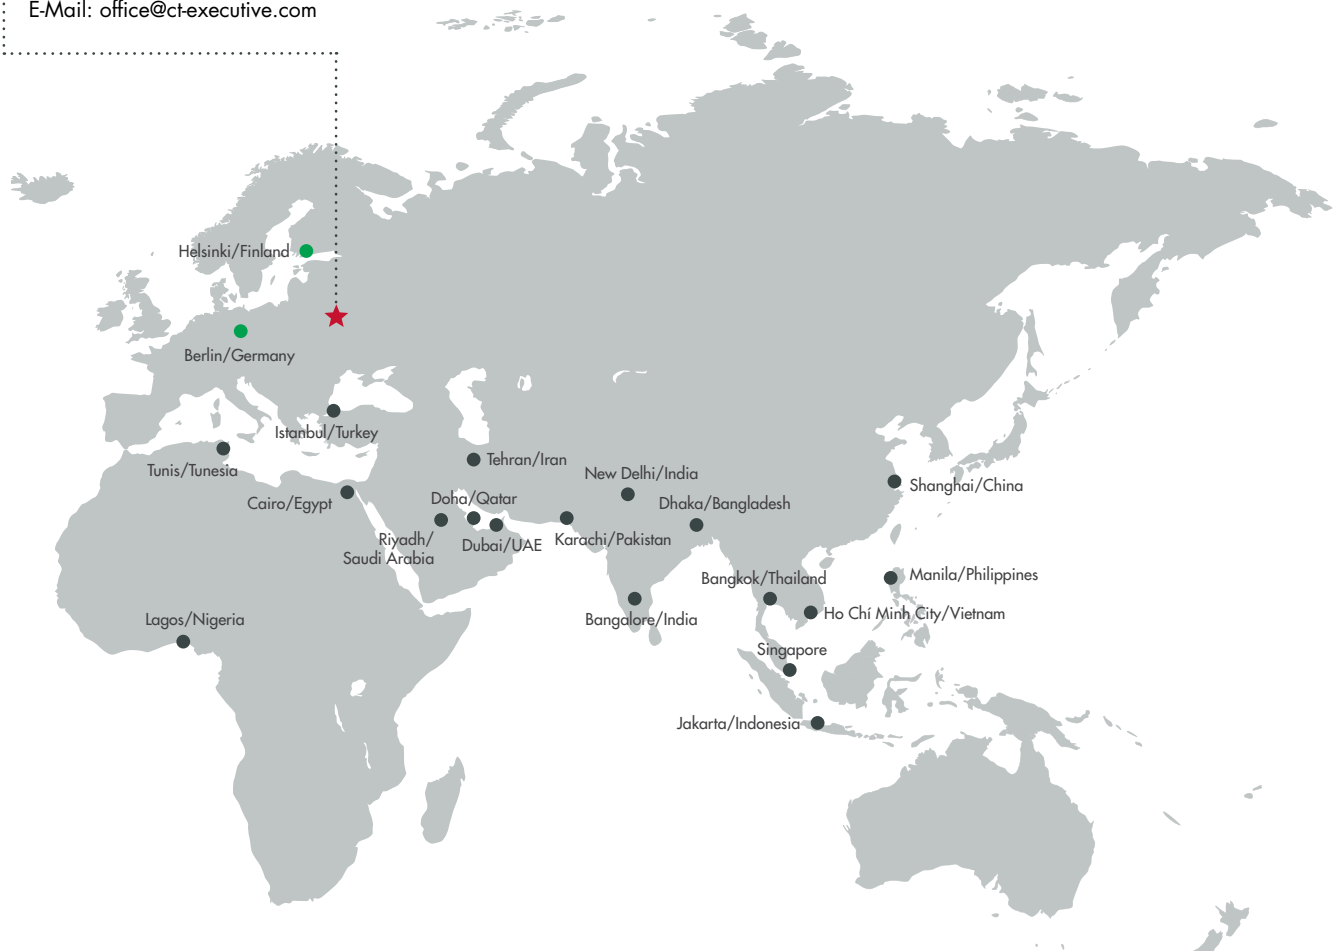 E-Mail: office@ct-executive.com
Helsinki/Finland
Berlin/Germany
Istanbul/Turkey
Tunis/Tunesia
Tehran/Iran
New Delhi/India
Shanghai/China
Cairo/Egypt
Doha/Qatar
Dhaka/Bangladesh
Riyadh/
Saudi Arabia
Dubai/UAE
Karachi/Pakistan
Bangkok/Thailand
Manila/Philippines
Lagos/Nigeria
Bangalore/India
Ho Chí Minh City/Vietnam
Singapore
Jakarta/Indonesia